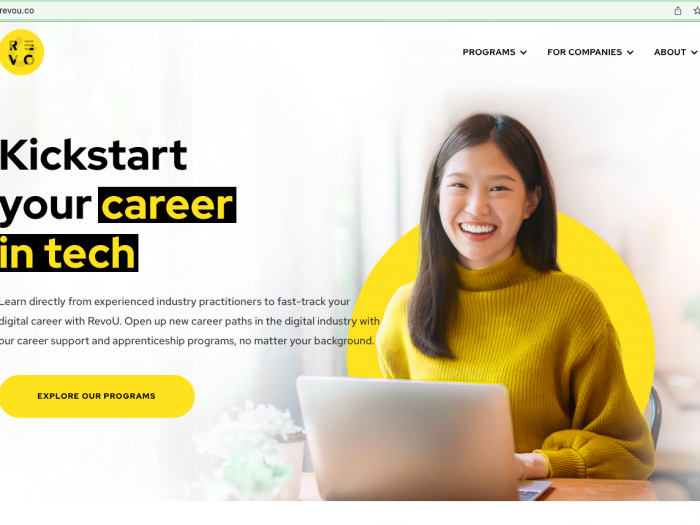 revou.co
RE
VO
PROGRAMS
FOR COMPANIES
ABOUT
Kickstart
your career
in tech
Learn directly from experienced industry practitioners to fast-track your
digital career with RevoU. Open up new career paths in the digital industry with
our career support and apprenticeship programs, no matter your background.
EXPLORE OUR PROGRAMS